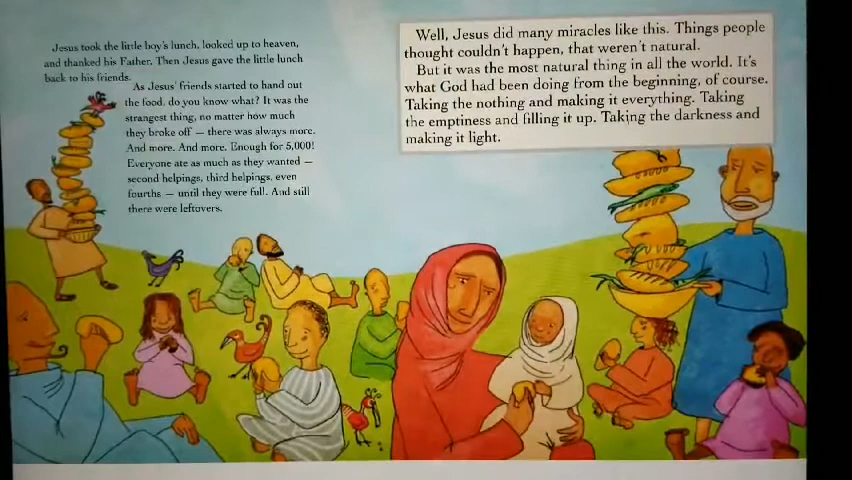 Jesus took the little boy's lunch, looked up to heaven,
and thanked his Father. Then Jesus gave the little lunch
back to his friends.
As Jesus' friends started to hand out
the food, do you know what? It was the
strangest thing, no matter how much
they broke off — there was always more.
And more. And more. Enough for 5,000!
Everyone ate as much as they wanted —
second helpings, third helpings, even
fourths — until they were full. And still
there were leftovers.
Well, Jesus did many miracles like this. Things people
thought couldn't happen, that weren't natural.
But it was the most natural thing in all the world. It's
what God had been doing from the beginning, of course.
Taking the nothing and making it everything. Taking
the emptiness and filling it up. Taking the darkness and
making it light.